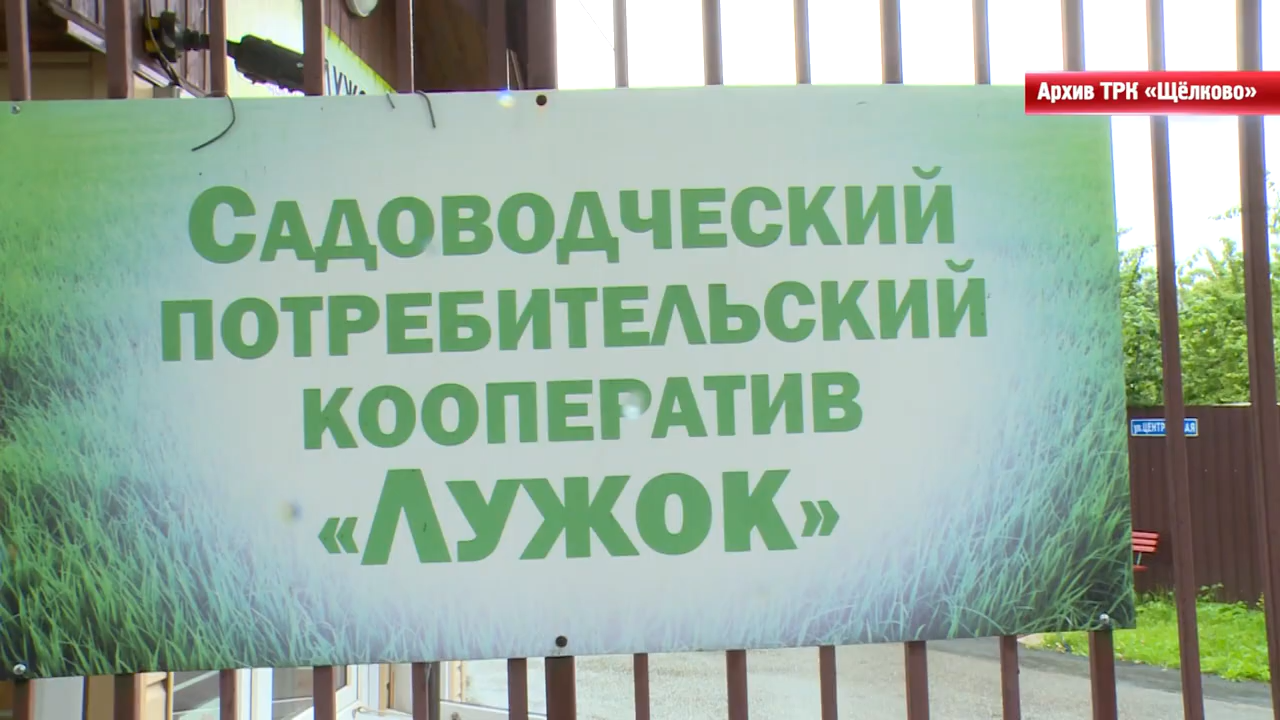 Архив ТРК «Щёлково»
Садоводческий
потребительский
кооператив
«Лужок»